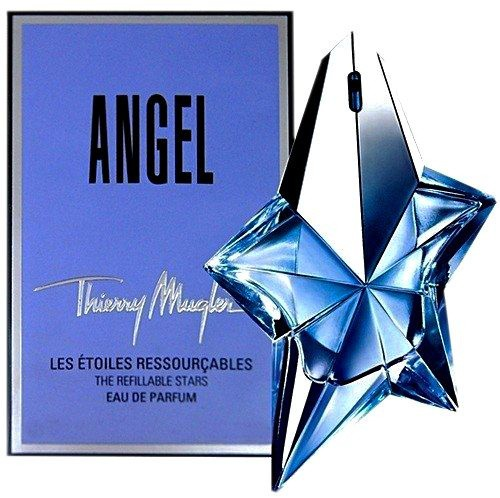 ANGEL
Thierry Mugler
LES ÉTOILES RESSOURÇABLES
THE REFILLABLE STARS
EAU DE PARFUM